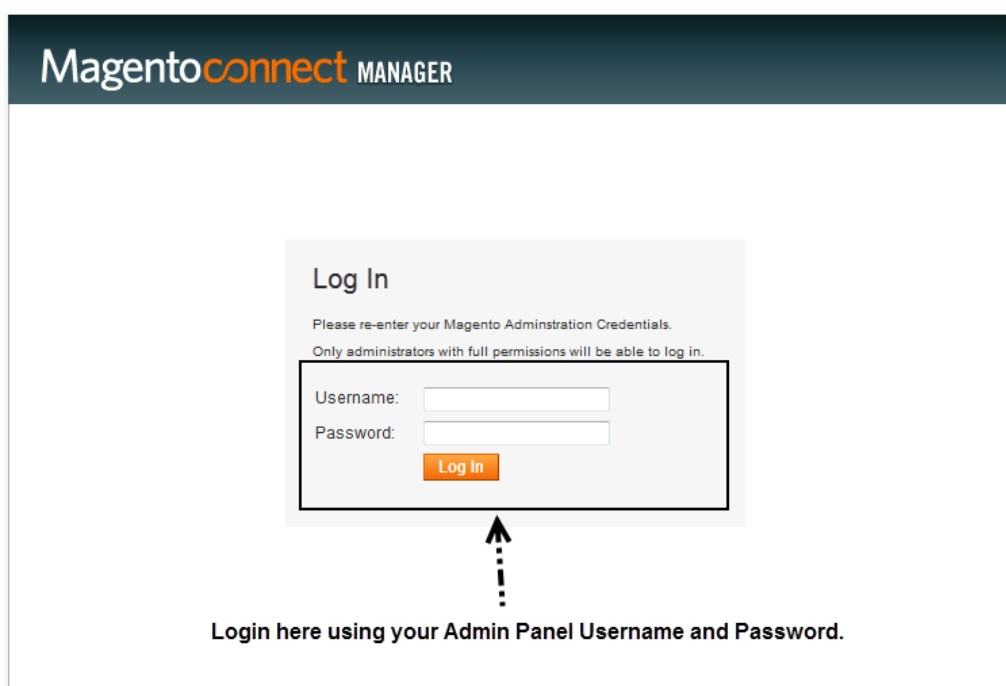 Magentoconnect MANAGER
Log In
Please re-enter your Magento Adminstration Credentials.
Only administrators with full permissions will be able to log in.
Username:
Password:
Log In
Login here using your Admin Panel Username and Password.